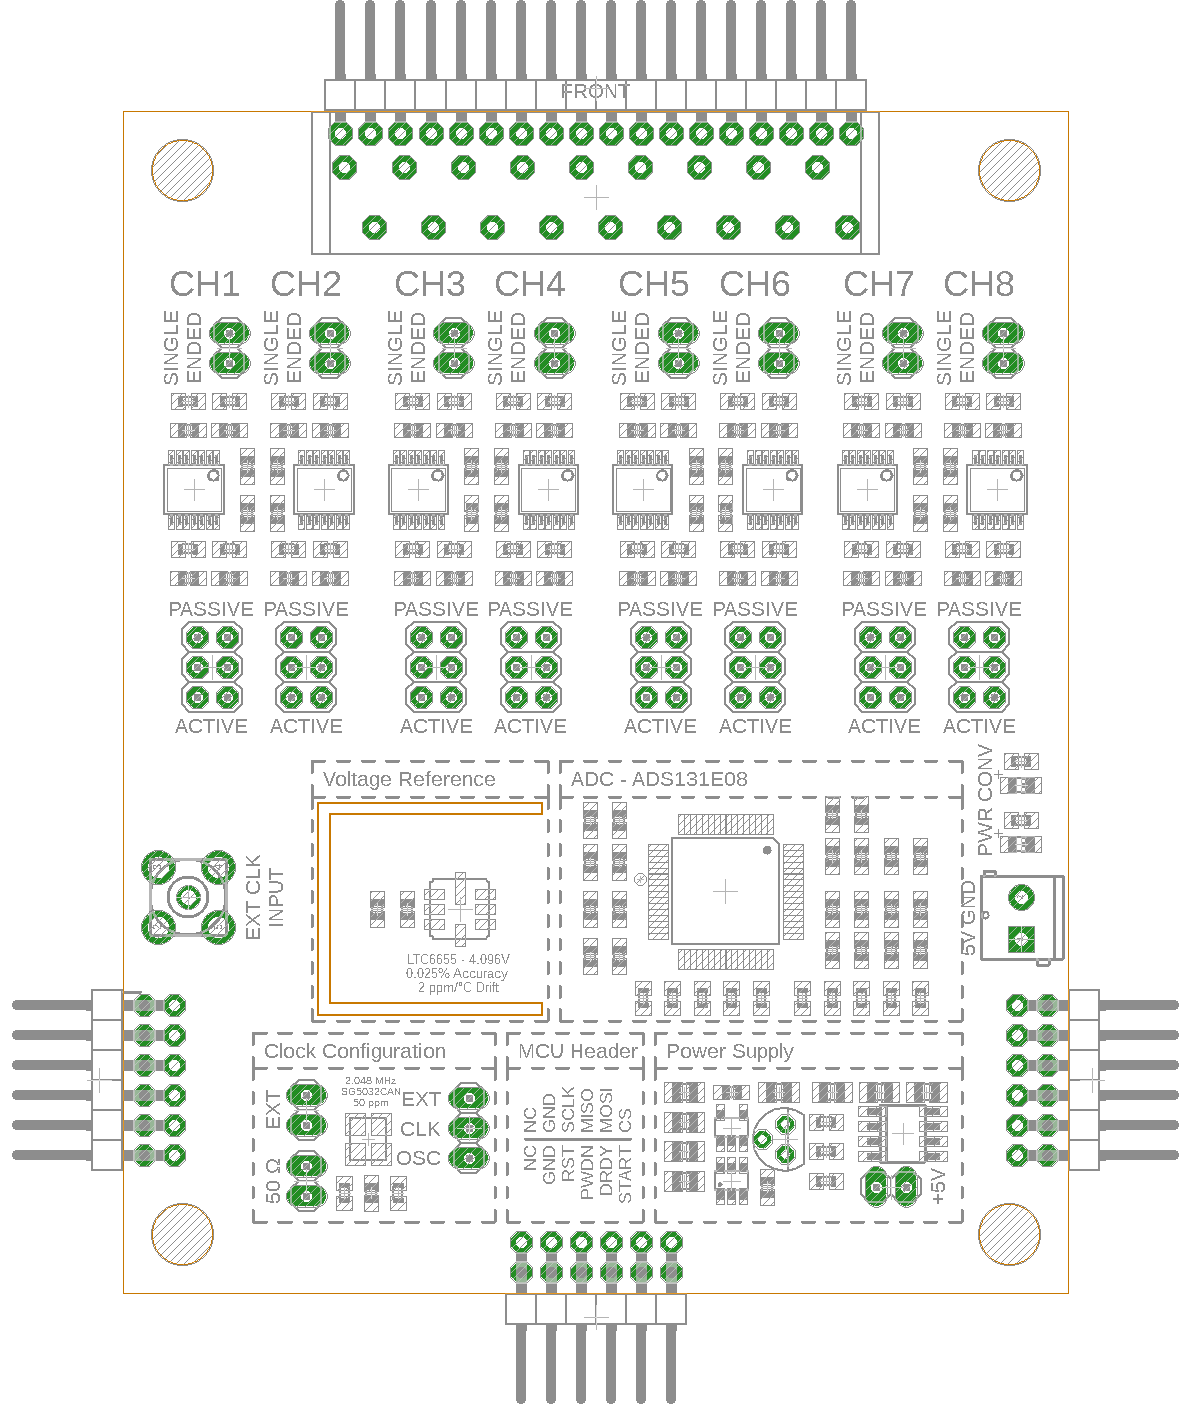 FRONT
CH1 CH2 CH3 CH4 CH5 CH6 CH7 CH8
SINGLE
ENDED
SINGLE
ENDED
SINGLE
ENDED
SINGLE
ENDED
SINGLE
ENDED
SINGLE
ENDED
SINGLE
ENDED
SINGLE
ENDED
PASSIVE PASSIVE PASSIVE PASSIVE PASSIVE PASSIVE PASSIVE PASSIVE
ACTIVE ACTIVE ACTIVE ACTIVE ACTIVE ACTIVE ACTIVE ACTIVE
Voltage Reference
LTC6655 - 4.096V
0.025% Accuracy
2 ppm/°C Drift
ADC - ADS131E08
PWR CONV
5V GND
EXT CLK
INPUT
Clock Configuration
2.048 MHz
SG5032CAN
50 ppm
EXT
50 Ω
EXT
CLK
OSC
MCU Header
NC
GND
SCLK
MISO
MOSI
CS
NC
GND
RST
PWDN
DRDY
START
Power Supply
+5V